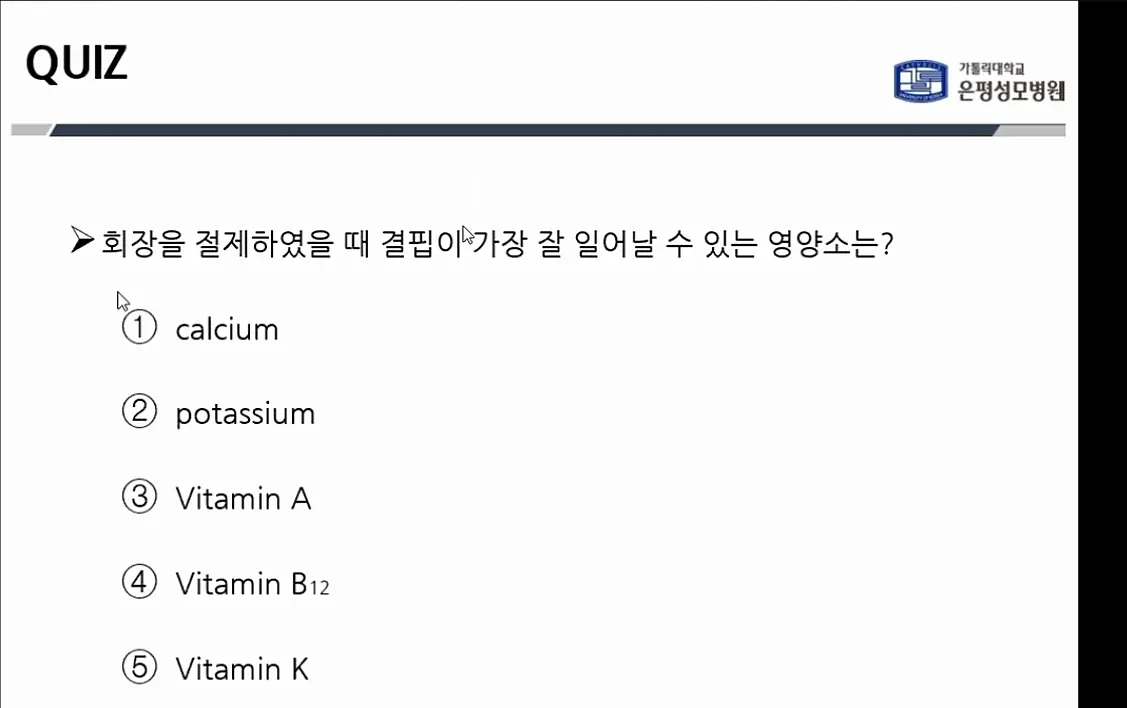 QUIZ
가톨릭대학교
은평성모병원
➢ 회장을 절제하였을 때 결핍이 가장 잘 일어날 수 있는 영양소는?
① calcium
② potassium
③ Vitamin A
④ Vitamin B12
⑤ Vitamin K